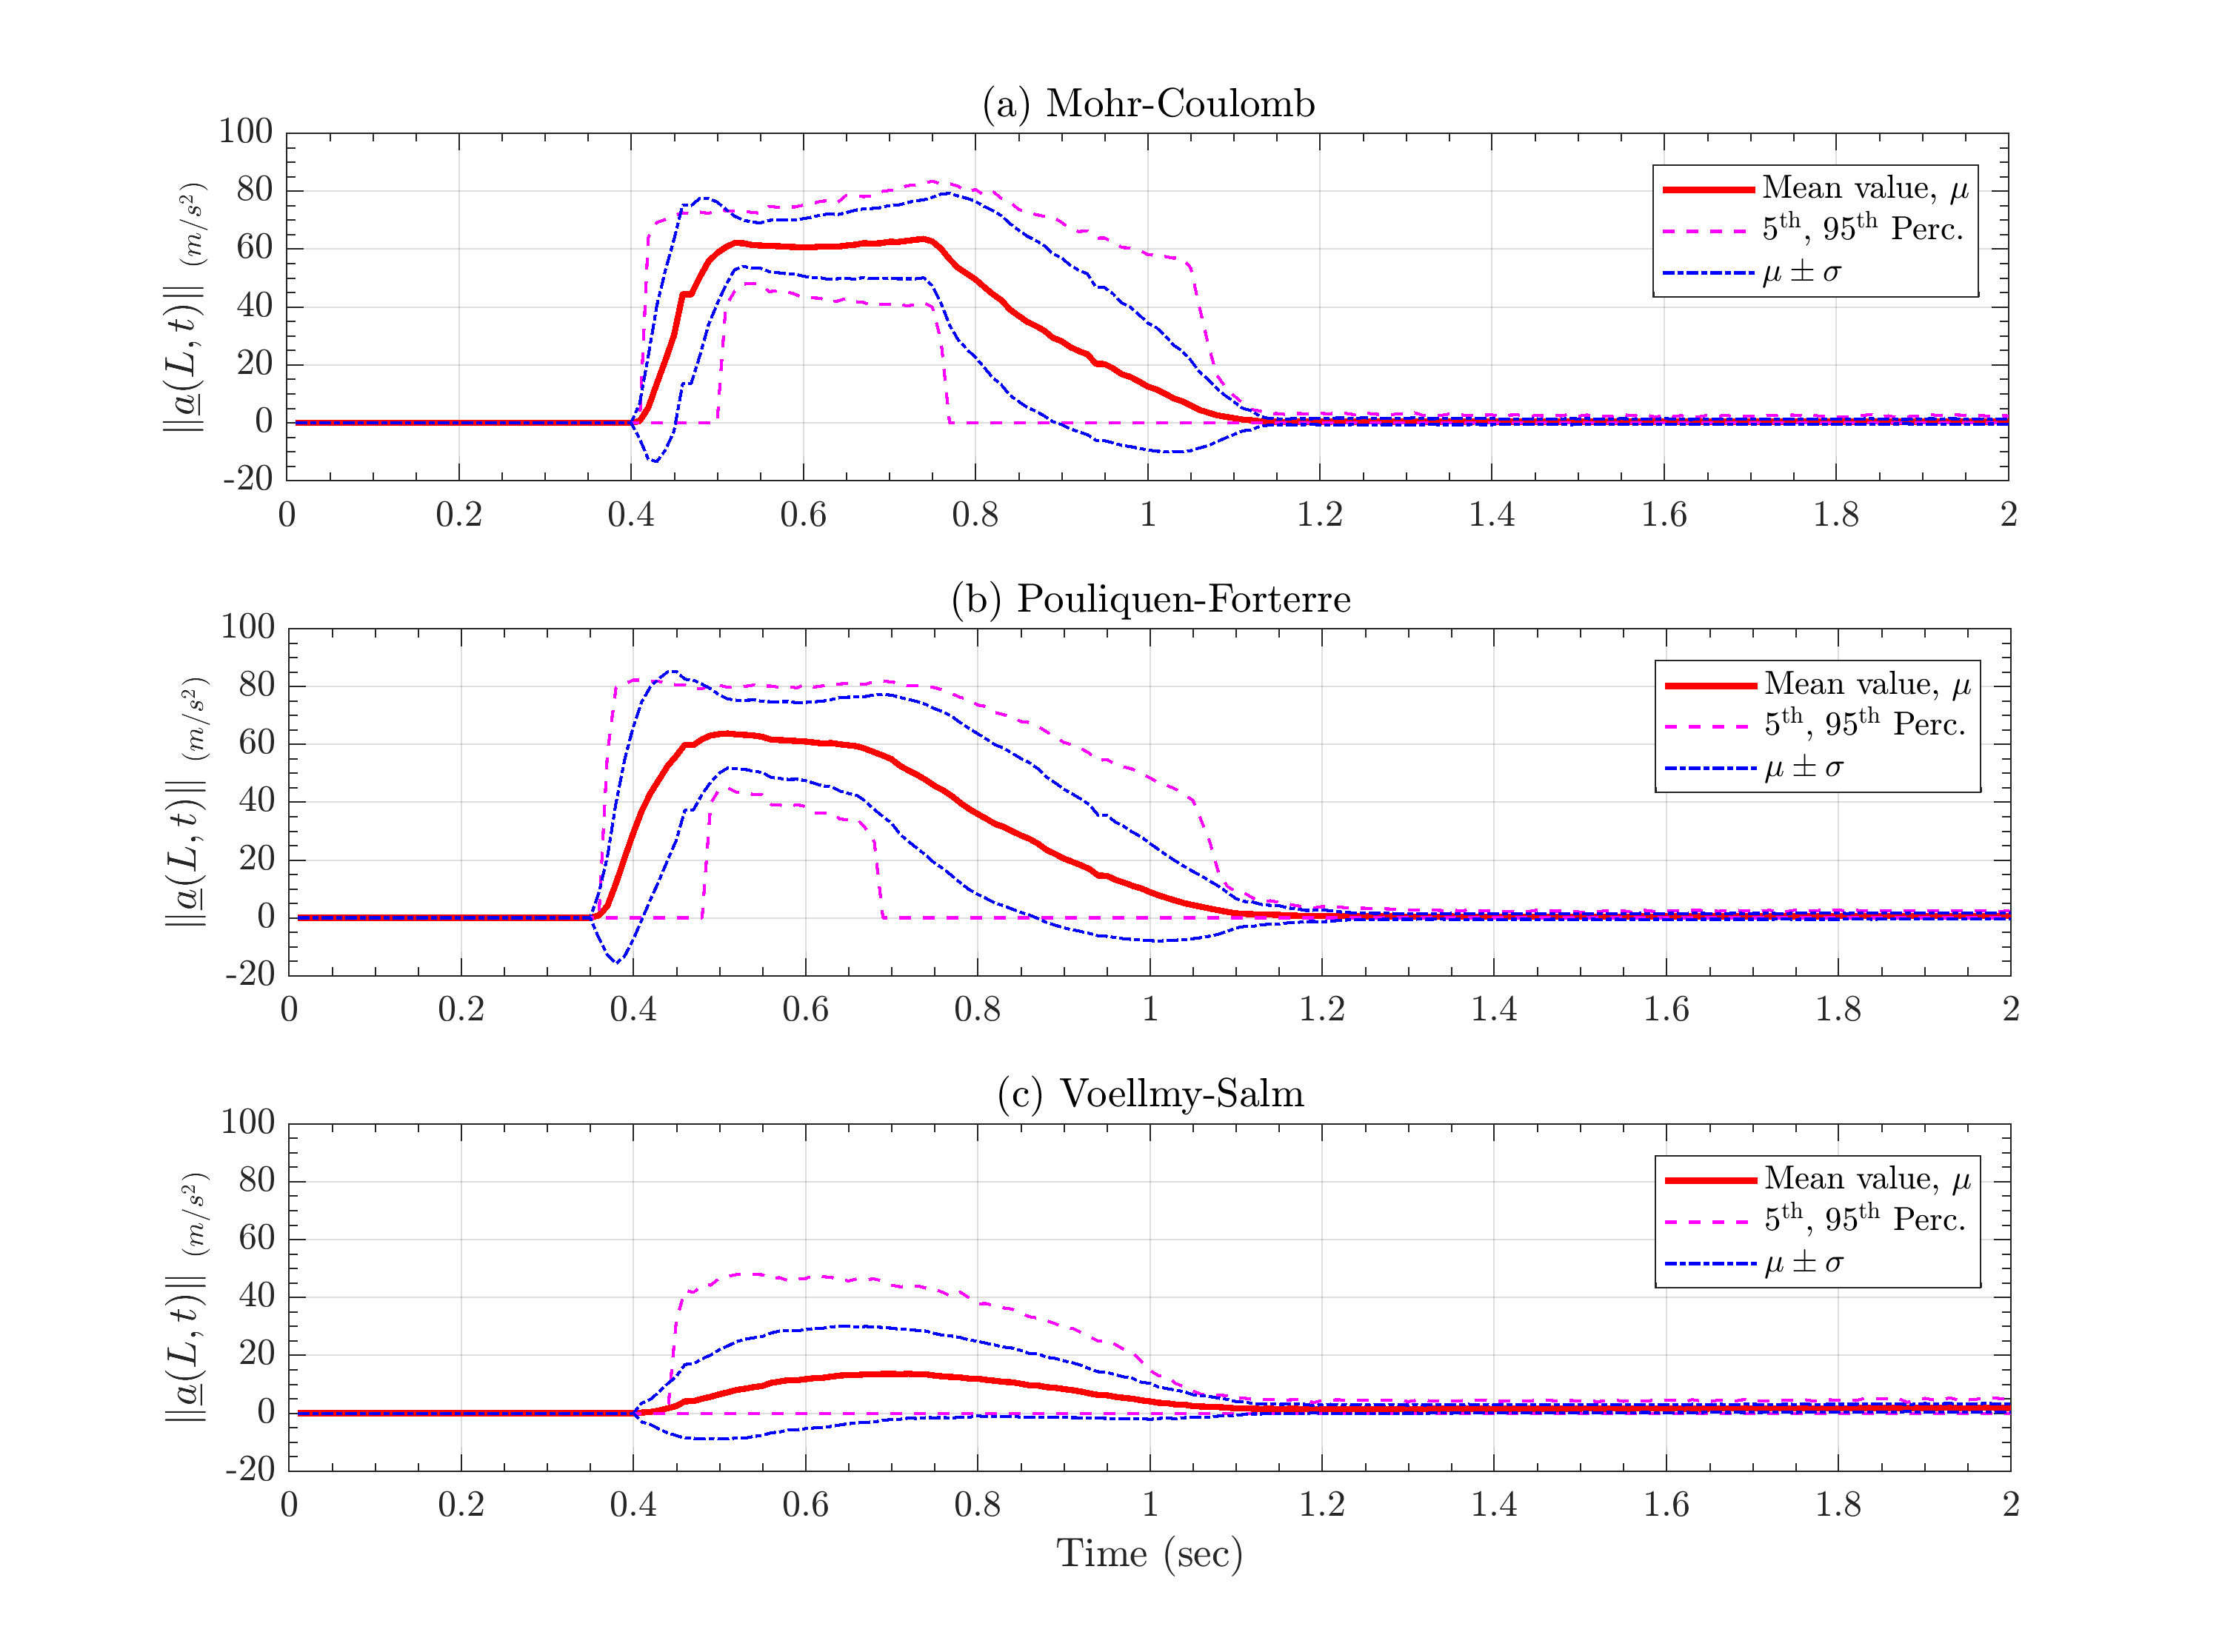 (a) Mohr-Coulomb
100
80
60
40
20
0
-20
‖a(L, t)‖ (m/s²)
Mean value, μ
5th, 95th Perc.
μ ± σ
0 0.2 0.4 0.6 0.8 1 1.2 1.4 1.6 1.8 2
(b) Pouliquen-Forterre
100
80
60
40
20
0
-20
‖a(L, t)‖ (m/s²)
Mean value, μ
5th, 95th Perc.
μ ± σ
0 0.2 0.4 0.6 0.8 1 1.2 1.4 1.6 1.8 2
(c) Voellmy-Salm
100
80
60
40
20
0
-20
‖a(L, t)‖ (m/s²)
Mean value, μ
5th, 95th Perc.
μ ± σ
0 0.2 0.4 0.6 0.8 1 1.2 1.4 1.6 1.8 2
Time (sec)